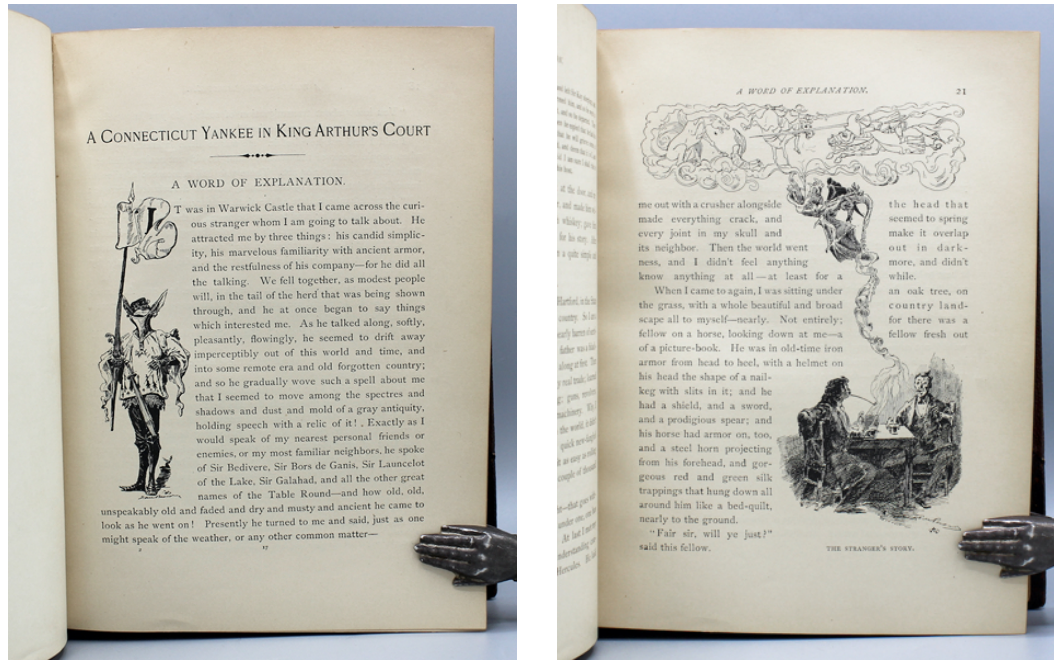 A CONNECTICUT YANKEE IN KING ARTHUR'S COURT
A WORD OF EXPLANATION.
IT was in Warwick Castle that I came across the curi-
ous stranger whom I am going to talk about. He
attracted me by three things: his candid simplic-
ity, his marvelous familiarity with ancient armor,
and the restfulness of his company—for he did all
the talking. We fell together, as modest people
will, in the tail of the herd that was being shown
through, and he at once began to say things
which interested me. As he talked along, softly,
pleasantly, flowingly, he seemed to drift away
imperceptibly out of this world and time, and
into some remote era and old forgotten country;
and so he gradually wove such a spell about me
that I seemed to move among the spectres and
shadows and dust and mold of a gray antiquity,
holding speech with a relic of it! Exactly as I
would speak of my nearest personal friends or
enemies, or my most familiar neighbors, he spoke
of Sir Bedivere, Sir Bors de Ganis, Sir Launcelot
of the Lake, Sir Galahad, and all the other great
names of the Table Round—and how old, old,
unspeakably old and faded and dry and musty and ancient he came to
look as he went on! Presently he turned to me and said, just as one
might speak of the weather, or any other common matter—
2 17
at the door,
Hartford, in the
country. So I
A WORD OF EXPLANATION. 21
me out with a crusher alongside the head that
made everything crack, and seemed to spring
every joint in my skull and make it overlap
its neighbor. Then the world went out in dark-
ness, and I didn't feel anything more, and didn't
know anything at all—at least for a while.
When I came to again, I was sitting under an oak tree, on
the grass, with a whole beautiful and broad country land-
scape all to myself—nearly. Not entirely; for there was a
fellow on a horse, looking down at me—a fellow fresh out
of a picture-book. He was in old-time iron
armor from head to heel, with a helmet on
his head the shape of a nail-
keg with slits in it; and he
had a shield, and a sword,
and a prodigious spear; and
his horse had armor on, too,
and a steel horn projecting
from his forehead, and gor-
geous red and green silk
trappings that hung down all
around him like a bed-quilt,
nearly to the ground.
"Fair sir, will ye just?"
said this fellow.
THE STRANGER'S STORY.